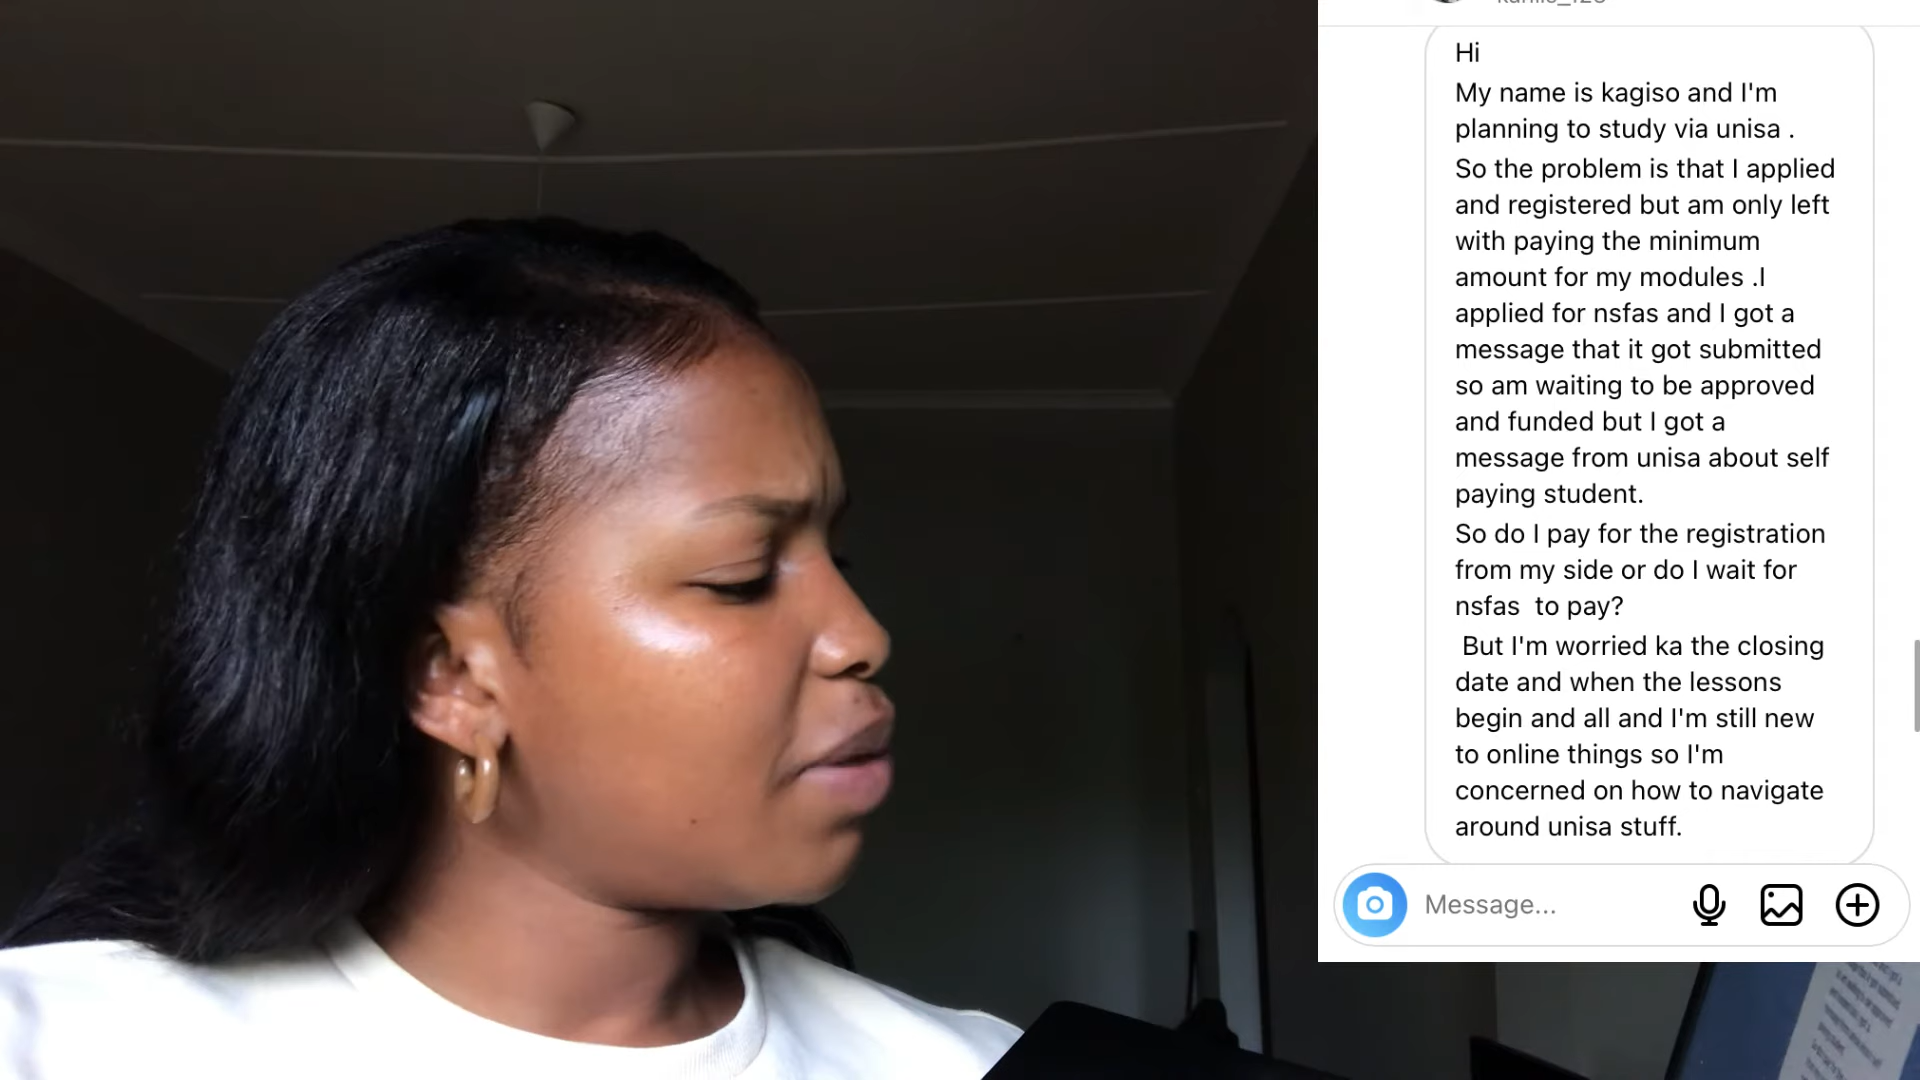 Hi
My name is kagiso and I'm
planning to study via unisa .
So the problem is that I applied
and registered but am only left
with paying the minimum
amount for my modules .I
applied for nsfas and I got a
message that it got submitted
so am waiting to be approved
and funded but I got a
message from unisa about self
paying student.
So do I pay for the registration
from my side or do I wait for
nsfas  to pay?
But I'm worried ka the closing
date and when the lessons
begin and all and I'm still new
to online things so I'm
concerned on how to navigate
around unisa stuff.
Message...